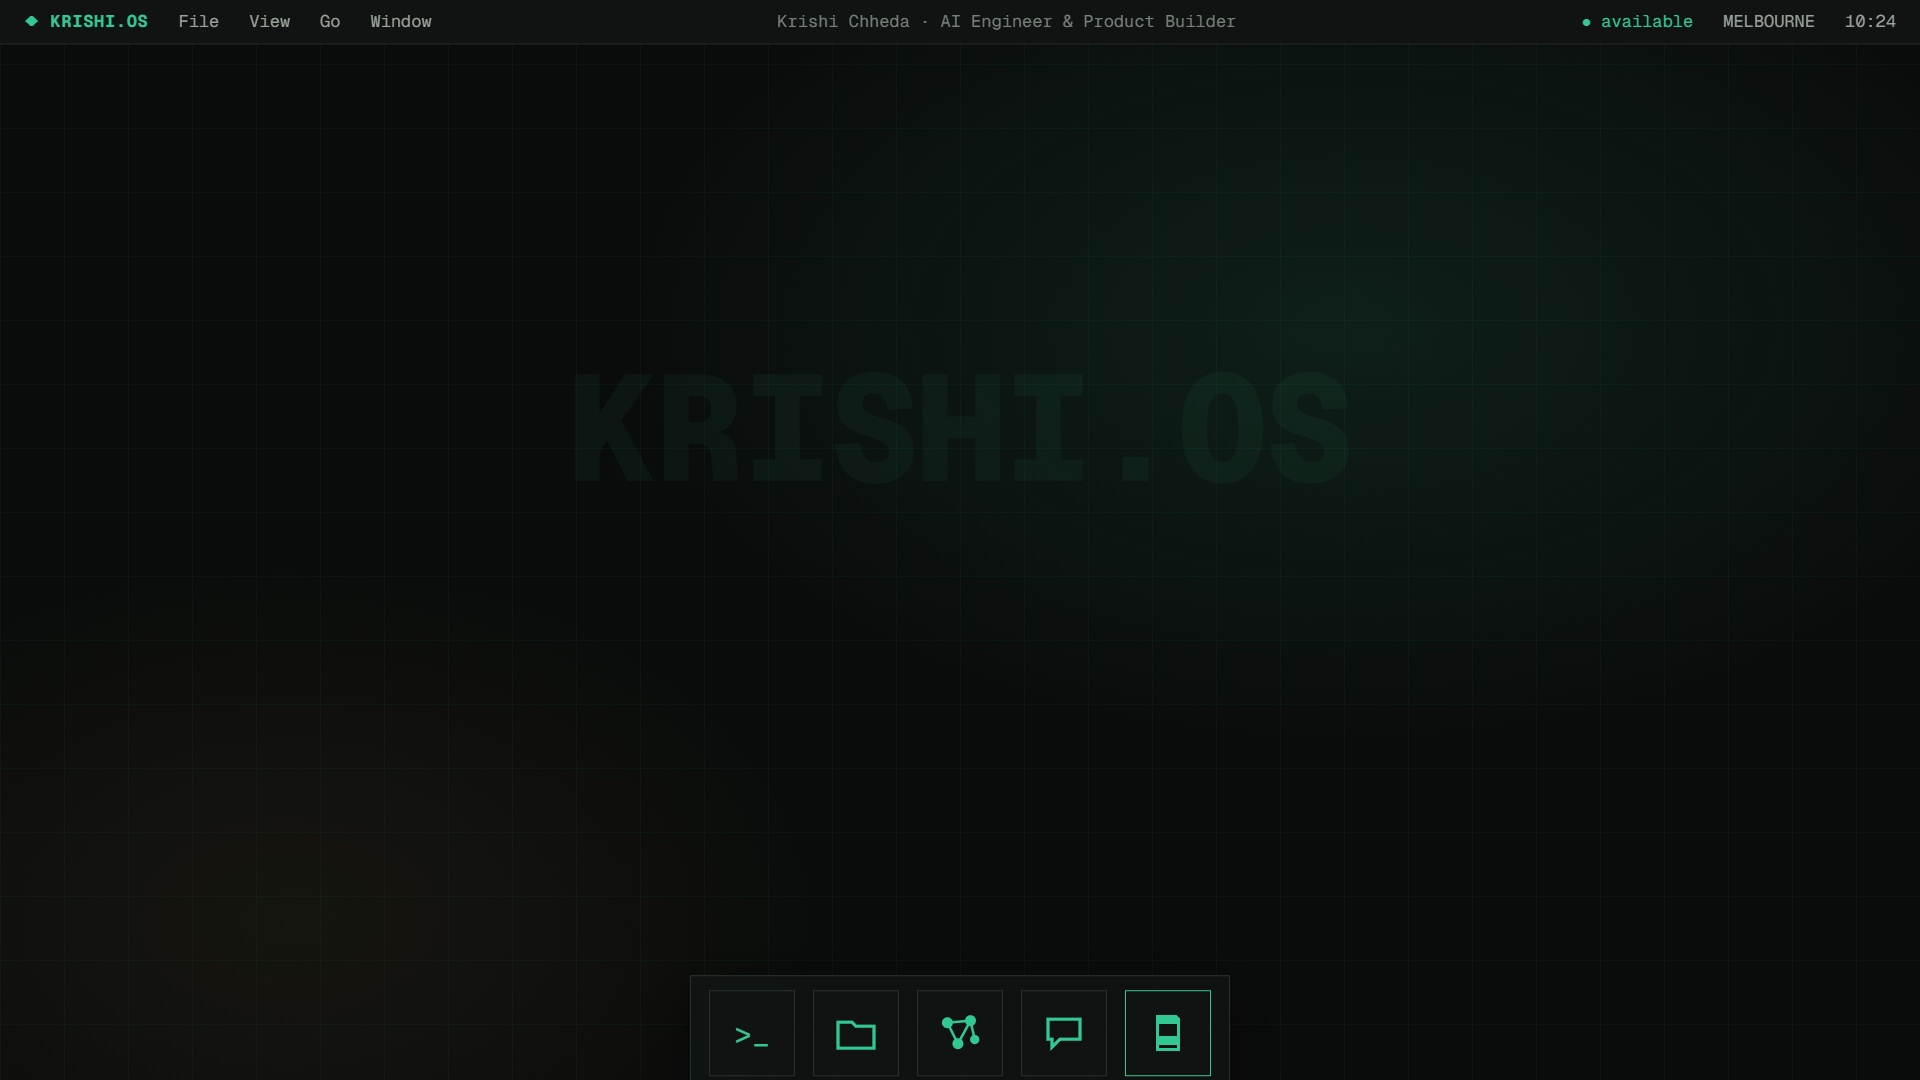 KRISHI.OS File View Go Window Krishi Chheda · AI Engineer & Product Builder ● available MELBOURNE 10:24
KRISHI.OS
>_